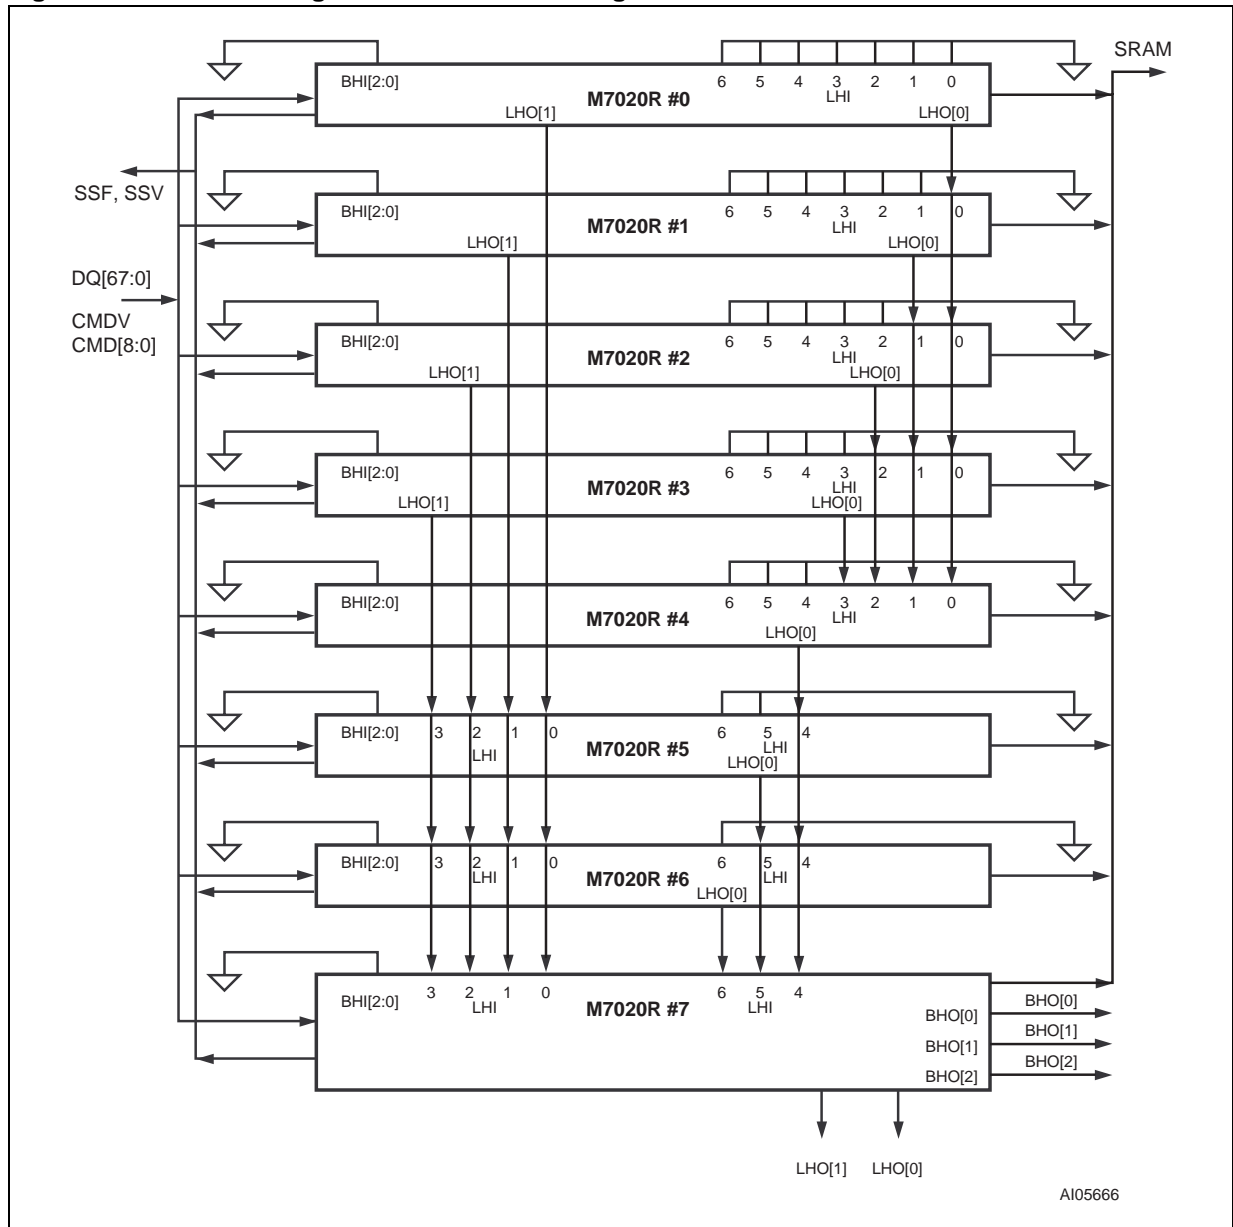 SRAM
BHI[2:0] 6 5 4 3 2 1 0
LHI
M7020R #0
LHO[1] LHO[0]
SSF, SSV
BHI[2:0] 6 5 4 3 2 1 0
LHI
M7020R #1
LHO[1] LHO[0]
DQ[67:0]
CMDV
CMD[8:0]
BHI[2:0] 6 5 4 3 2 1 0
LHI
M7020R #2
LHO[1] LHO[0]
BHI[2:0] 6 5 4 3 2 1 0
LHI
M7020R #3
LHO[1] LHO[0]
BHI[2:0] 6 5 4 3 2 1 0
LHI
M7020R #4
LHO[0]
BHI[2:0] 3 2 1 0 6 5 4
LHI M7020R #5 LHI
LHO[0]
BHI[2:0] 3 2 1 0 6 5 4
LHI M7020R #6 LHI
LHO[0]
BHI[2:0] 3 2 1 0 6 5 4
LHI M7020R #7 LHI
BHO[0] BHO[0]
BHO[1] BHO[1]
BHO[2] BHO[2]
LHO[1] LHO[0]
AI05666